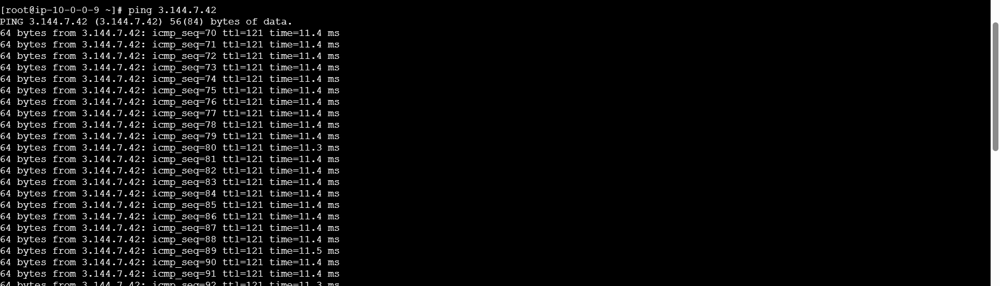 [root@ip-10-0-0-9 ~]# ping 3.144.7.42
PING 3.144.7.42 (3.144.7.42) 56(84) bytes of data.
64 bytes from 3.144.7.42: icmp_seq=70 ttl=121 time=11.4 ms
64 bytes from 3.144.7.42: icmp_seq=71 ttl=121 time=11.4 ms
64 bytes from 3.144.7.42: icmp_seq=72 ttl=121 time=11.4 ms
64 bytes from 3.144.7.42: icmp_seq=73 ttl=121 time=11.4 ms
64 bytes from 3.144.7.42: icmp_seq=74 ttl=121 time=11.4 ms
64 bytes from 3.144.7.42: icmp_seq=75 ttl=121 time=11.4 ms
64 bytes from 3.144.7.42: icmp_seq=76 ttl=121 time=11.4 ms
64 bytes from 3.144.7.42: icmp_seq=77 ttl=121 time=11.4 ms
64 bytes from 3.144.7.42: icmp_seq=78 ttl=121 time=11.4 ms
64 bytes from 3.144.7.42: icmp_seq=79 ttl=121 time=11.4 ms
64 bytes from 3.144.7.42: icmp_seq=80 ttl=121 time=11.3 ms
64 bytes from 3.144.7.42: icmp_seq=81 ttl=121 time=11.4 ms
64 bytes from 3.144.7.42: icmp_seq=82 ttl=121 time=11.4 ms
64 bytes from 3.144.7.42: icmp_seq=83 ttl=121 time=11.4 ms
64 bytes from 3.144.7.42: icmp_seq=84 ttl=121 time=11.4 ms
64 bytes from 3.144.7.42: icmp_seq=85 ttl=121 time=11.4 ms
64 bytes from 3.144.7.42: icmp_seq=86 ttl=121 time=11.4 ms
64 bytes from 3.144.7.42: icmp_seq=87 ttl=121 time=11.4 ms
64 bytes from 3.144.7.42: icmp_seq=88 ttl=121 time=11.4 ms
64 bytes from 3.144.7.42: icmp_seq=89 ttl=121 time=11.5 ms
64 bytes from 3.144.7.42: icmp_seq=90 ttl=121 time=11.4 ms
64 bytes from 3.144.7.42: icmp_seq=91 ttl=121 time=11.4 ms
64 bytes from 3.144.7.42: icmp_seq=92 ttl=121 time=11.3 ms